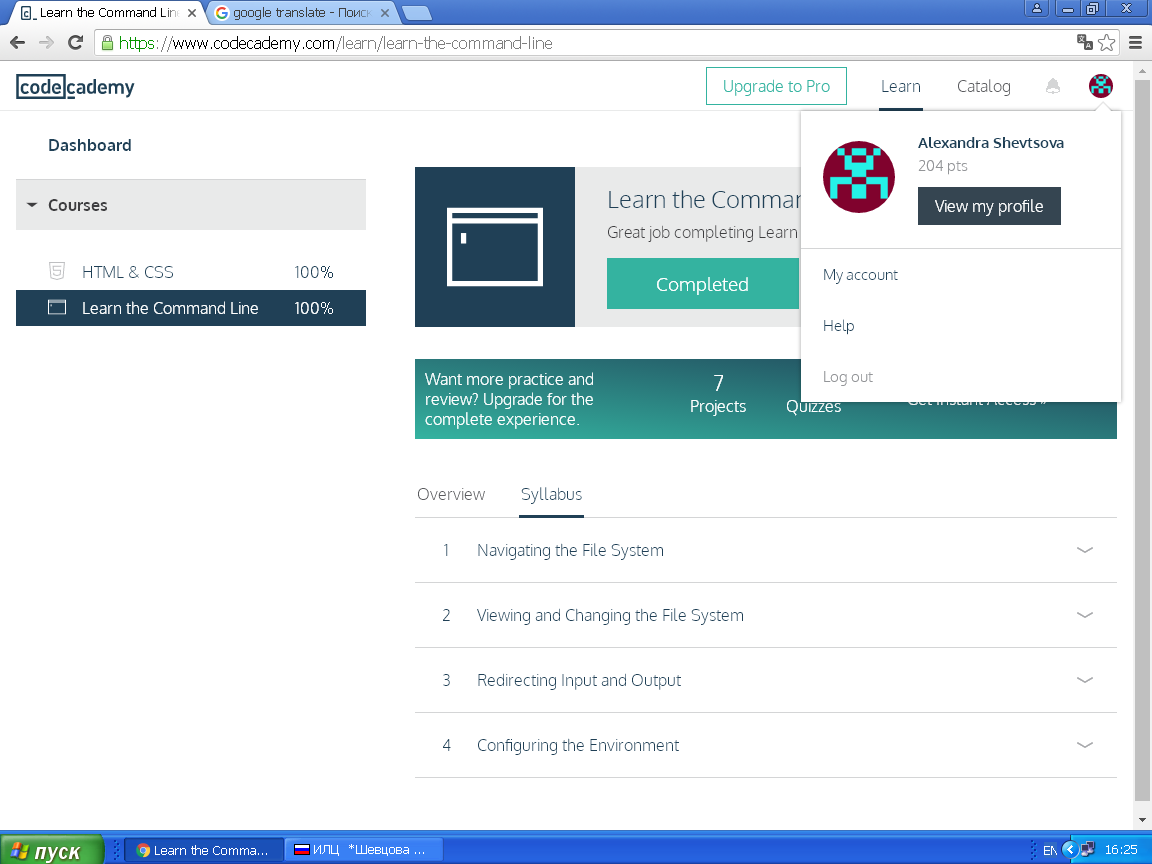 Learn the Command Lin
google translate - Поиск
https://www.codecademy.com/learn/learn-the-command-line
codecademy
Upgrade to Pro
Learn
Catalog
Dashboard
Courses
HTML & CSS 100%
Learn the Command Line 100%
Learn the Comman
Great job completing Learn
Completed
Alexandra Shevtsova
204 pts
View my profile
My account
Help
Log out
Want more practice and
review? Upgrade for the
complete experience.
7
Projects
Quizzes
Get Instant Access »
Overview
Syllabus
1 Navigating the File System
2 Viewing and Changing the File System
3 Redirecting Input and Output
4 Configuring the Environment
пуск
Learn the Comma...
ИЛЦ *Шевцова ...
EN
16:25